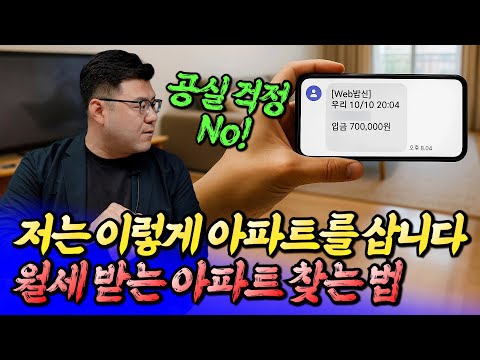 공실 걱정
No!
[Web발신]
우리 10/10 20:04
입금 700,000원
오후 8:04
저는 이렇게 아파트를 삽니다
월세 받는 아파트 찾는 법